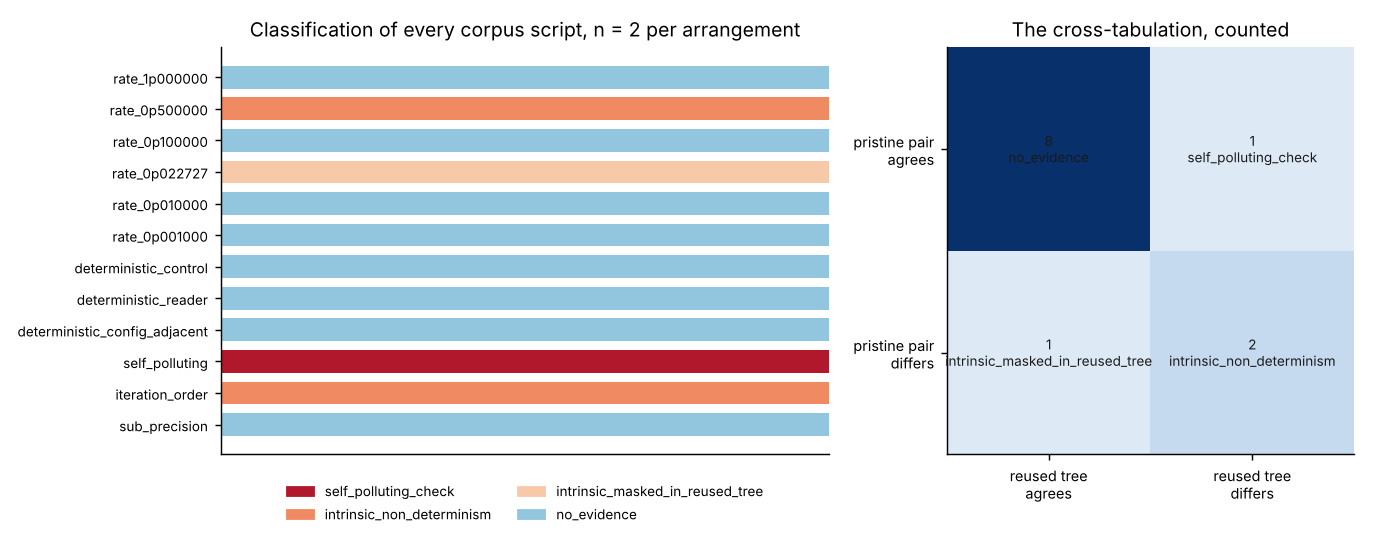 Classification of every corpus script, n = 2 per arrangement
rate_1p000000
rate_0p500000
rate_0p100000
rate_0p022727
rate_0p010000
rate_0p001000
deterministic_control
deterministic_reader
deterministic_config_adjacent
self_polluting
iteration_order
sub_precision
self_polluting_check
intrinsic_non_determinism
intrinsic_masked_in_reused_tree
no_evidence
The cross-tabulation, counted
pristine pair
agrees
8
no_evidence
1
self_polluting_check
pristine pair
differs
1
intrinsic_masked_in_reused_tree
2
intrinsic_non_determinism
reused tree
agrees
reused tree
differs